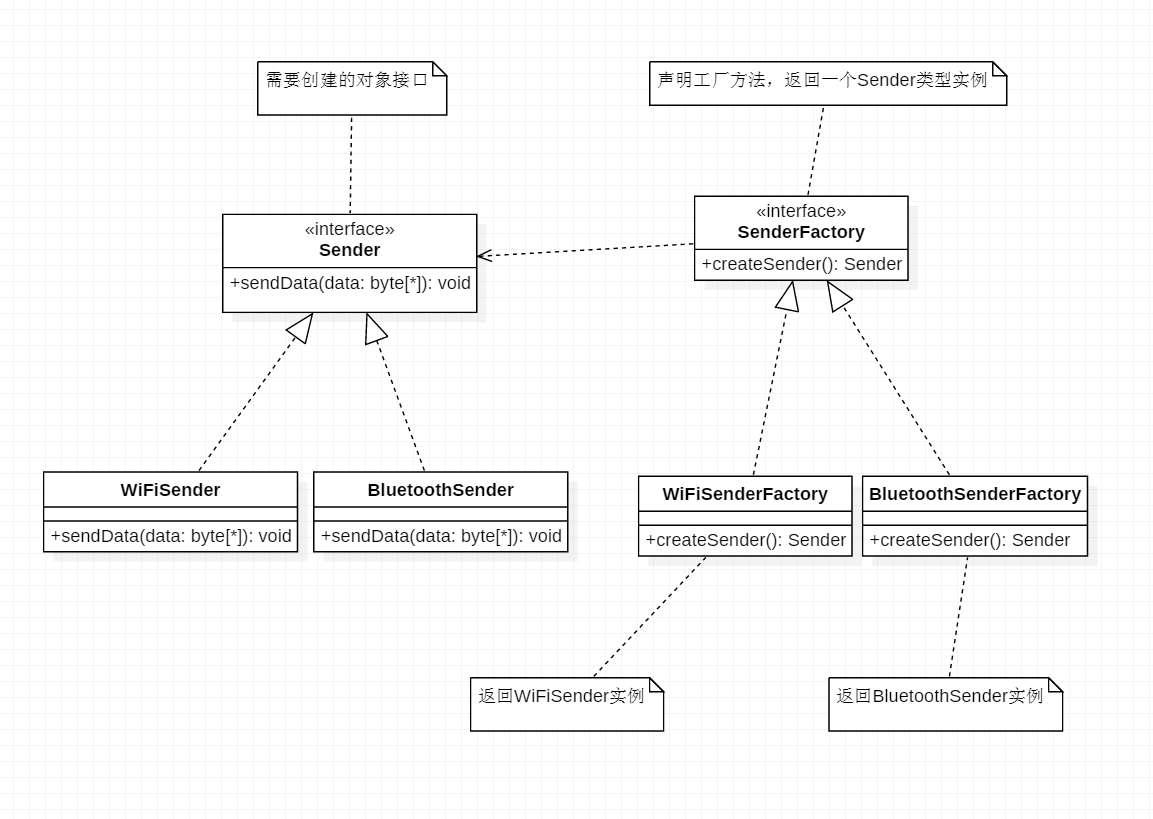 需要创建的对象接口
声明工厂方法，返回一个Sender类型实例
«interface»
Sender
+sendData(data: byte[*]): void
«interface»
SenderFactory
+createSender(): Sender
WiFiSender
+sendData(data: byte[*]): void
BluetoothSender
+sendData(data: byte[*]): void
WiFiSenderFactory
+createSender(): Sender
BluetoothSenderFactory
+createSender(): Sender
返回WiFiSender实例
返回BluetoothSender实例